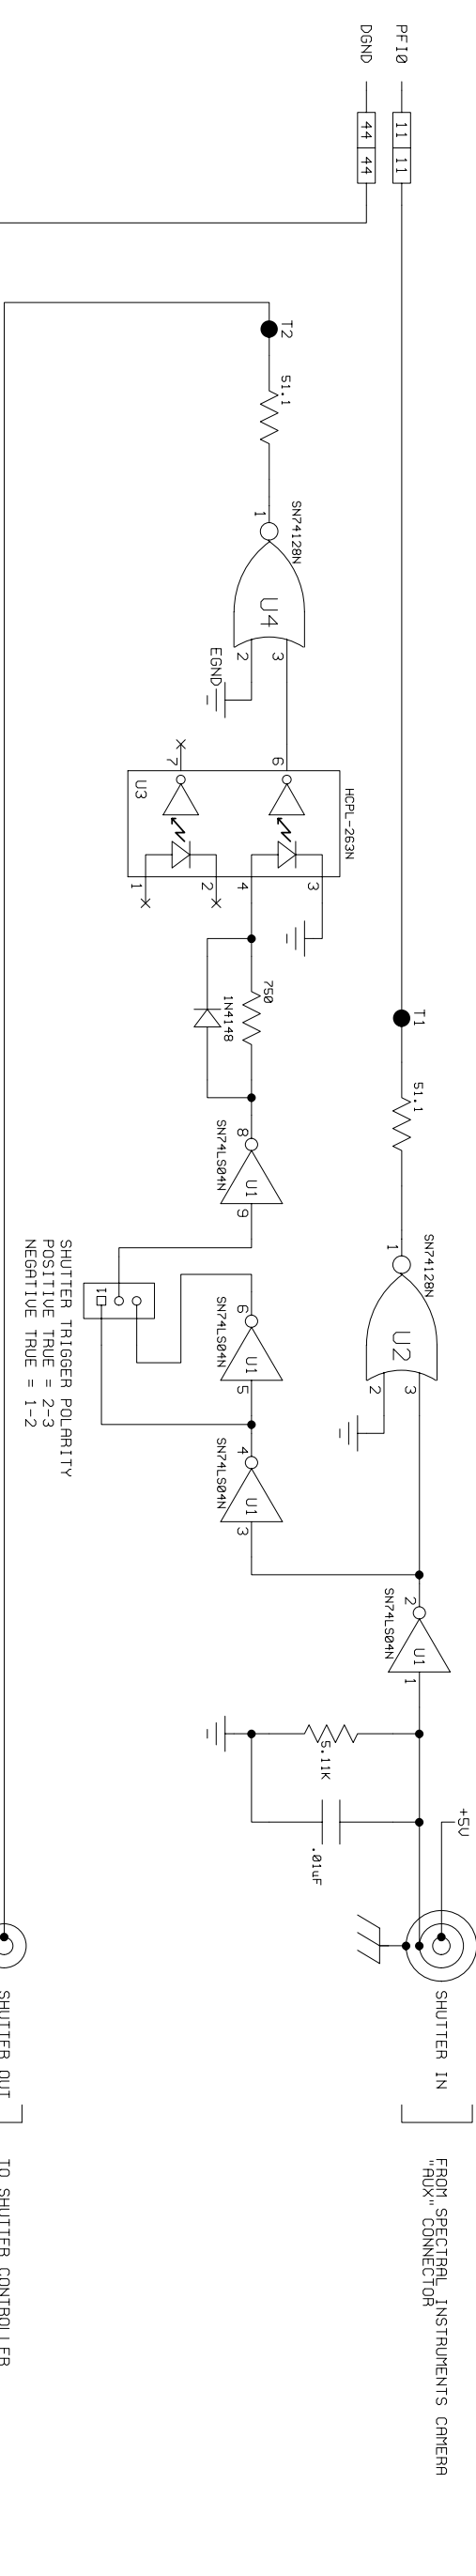 PFI0
DGND
11 11
44 44
T2
51.1
1
SN74128N
U4
2
3
EGND
7
6
U3
HCPL-263N
1
2
4
3
750
1N4148
T1
51.1
1
SN74128N
U2
2
3
8
SN74LS04N
U1
9
6
SN74LS04N
U1
5
1
SHUTTER TRIGGER POLARITY
POSITIVE TRUE = 2-3
NEGATIVE TRUE = 1-2
4
SN74LS04N
U1
3
2
SN74LS04N
U1
1
5.11K
.01uF
+5V
SHUTTER IN
FROM SPECTRAL INSTRUMENTS CAMERA
"AUX" CONNECTOR
SHUTTER OUT
TO SHUTTER CONTROLLER